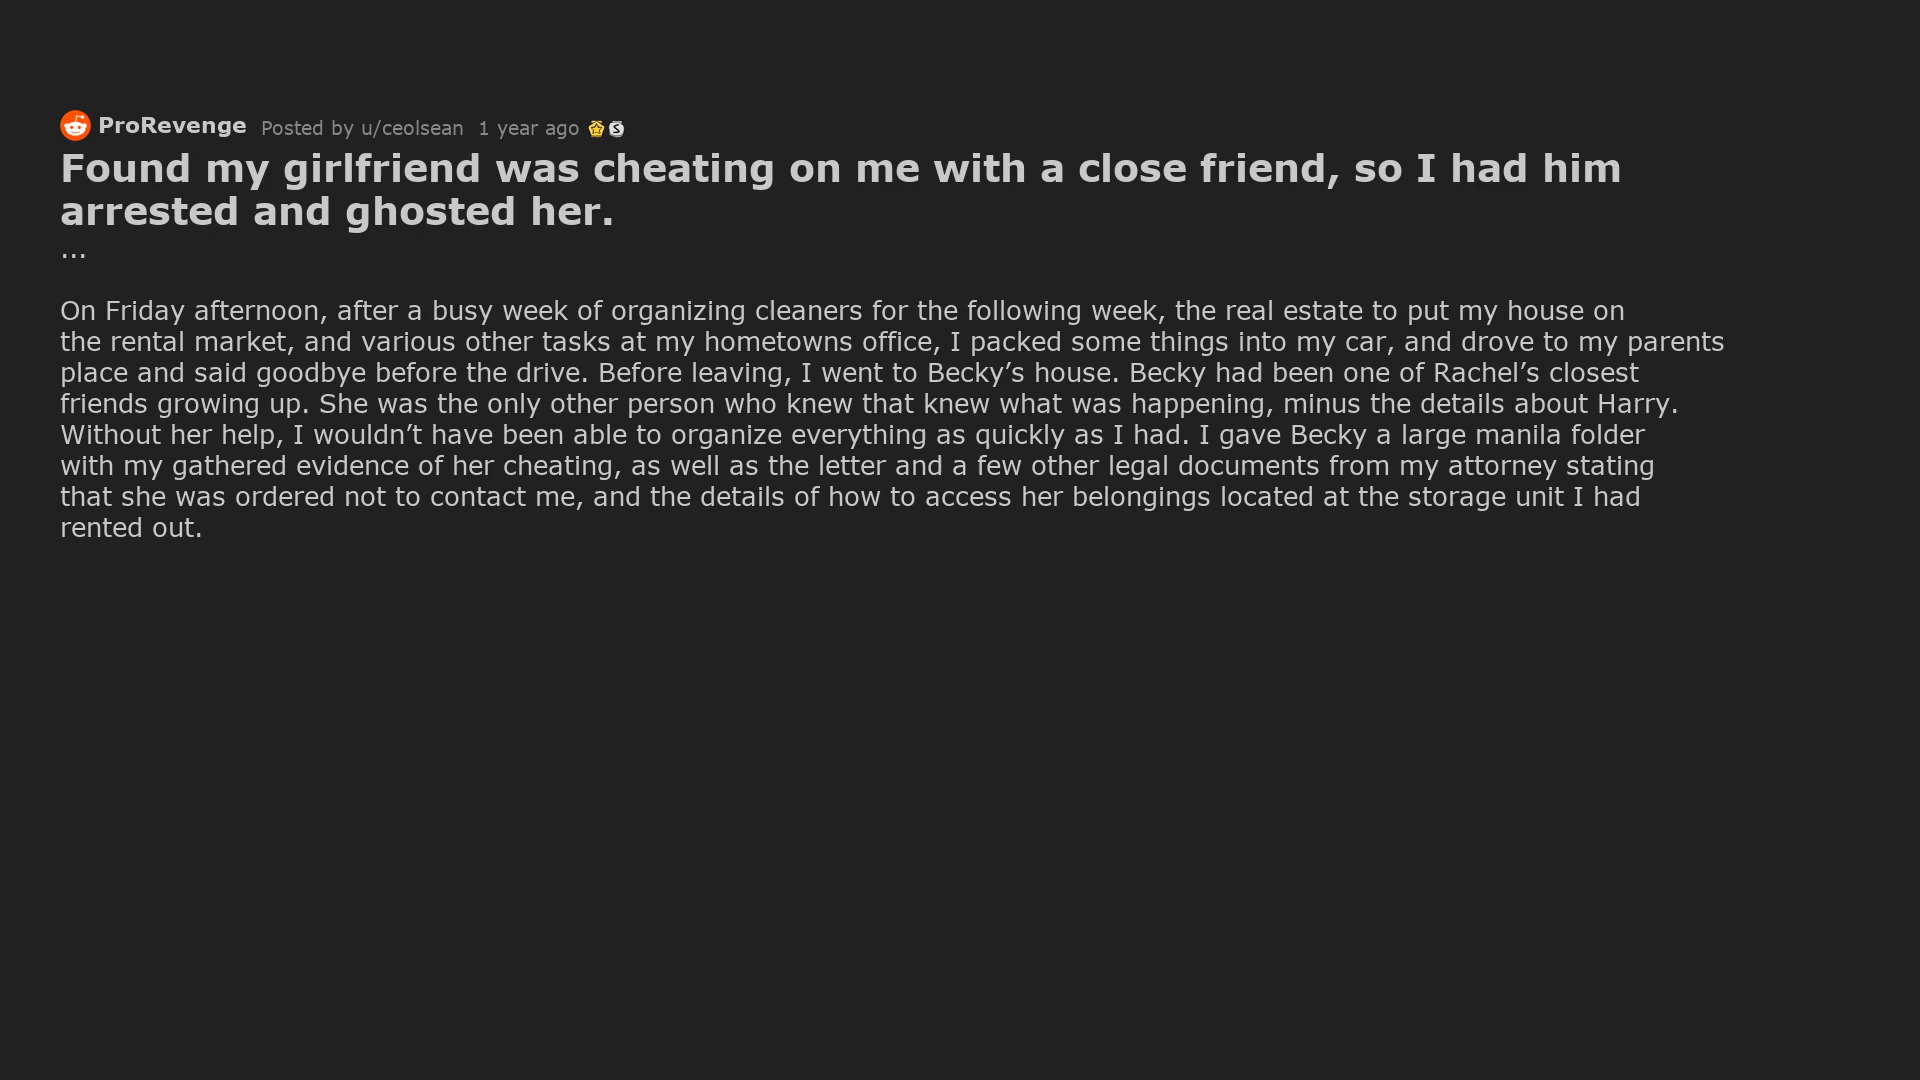 ProRevenge Posted by u/ceolsean 1 year ago
Found my girlfriend was cheating on me with a close friend, so I had him
arrested and ghosted her.
...
On Friday afternoon, after a busy week of organizing cleaners for the following week, the real estate to put my house on
the rental market, and various other tasks at my hometowns office, I packed some things into my car, and drove to my parents
place and said goodbye before the drive. Before leaving, I went to Becky’s house. Becky had been one of Rachel’s closest
friends growing up. She was the only other person who knew that knew what was happening, minus the details about Harry.
Without her help, I wouldn’t have been able to organize everything as quickly as I had. I gave Becky a large manila folder
with my gathered evidence of her cheating, as well as the letter and a few other legal documents from my attorney stating
that she was ordered not to contact me, and the details of how to access her belongings located at the storage unit I had
rented out.